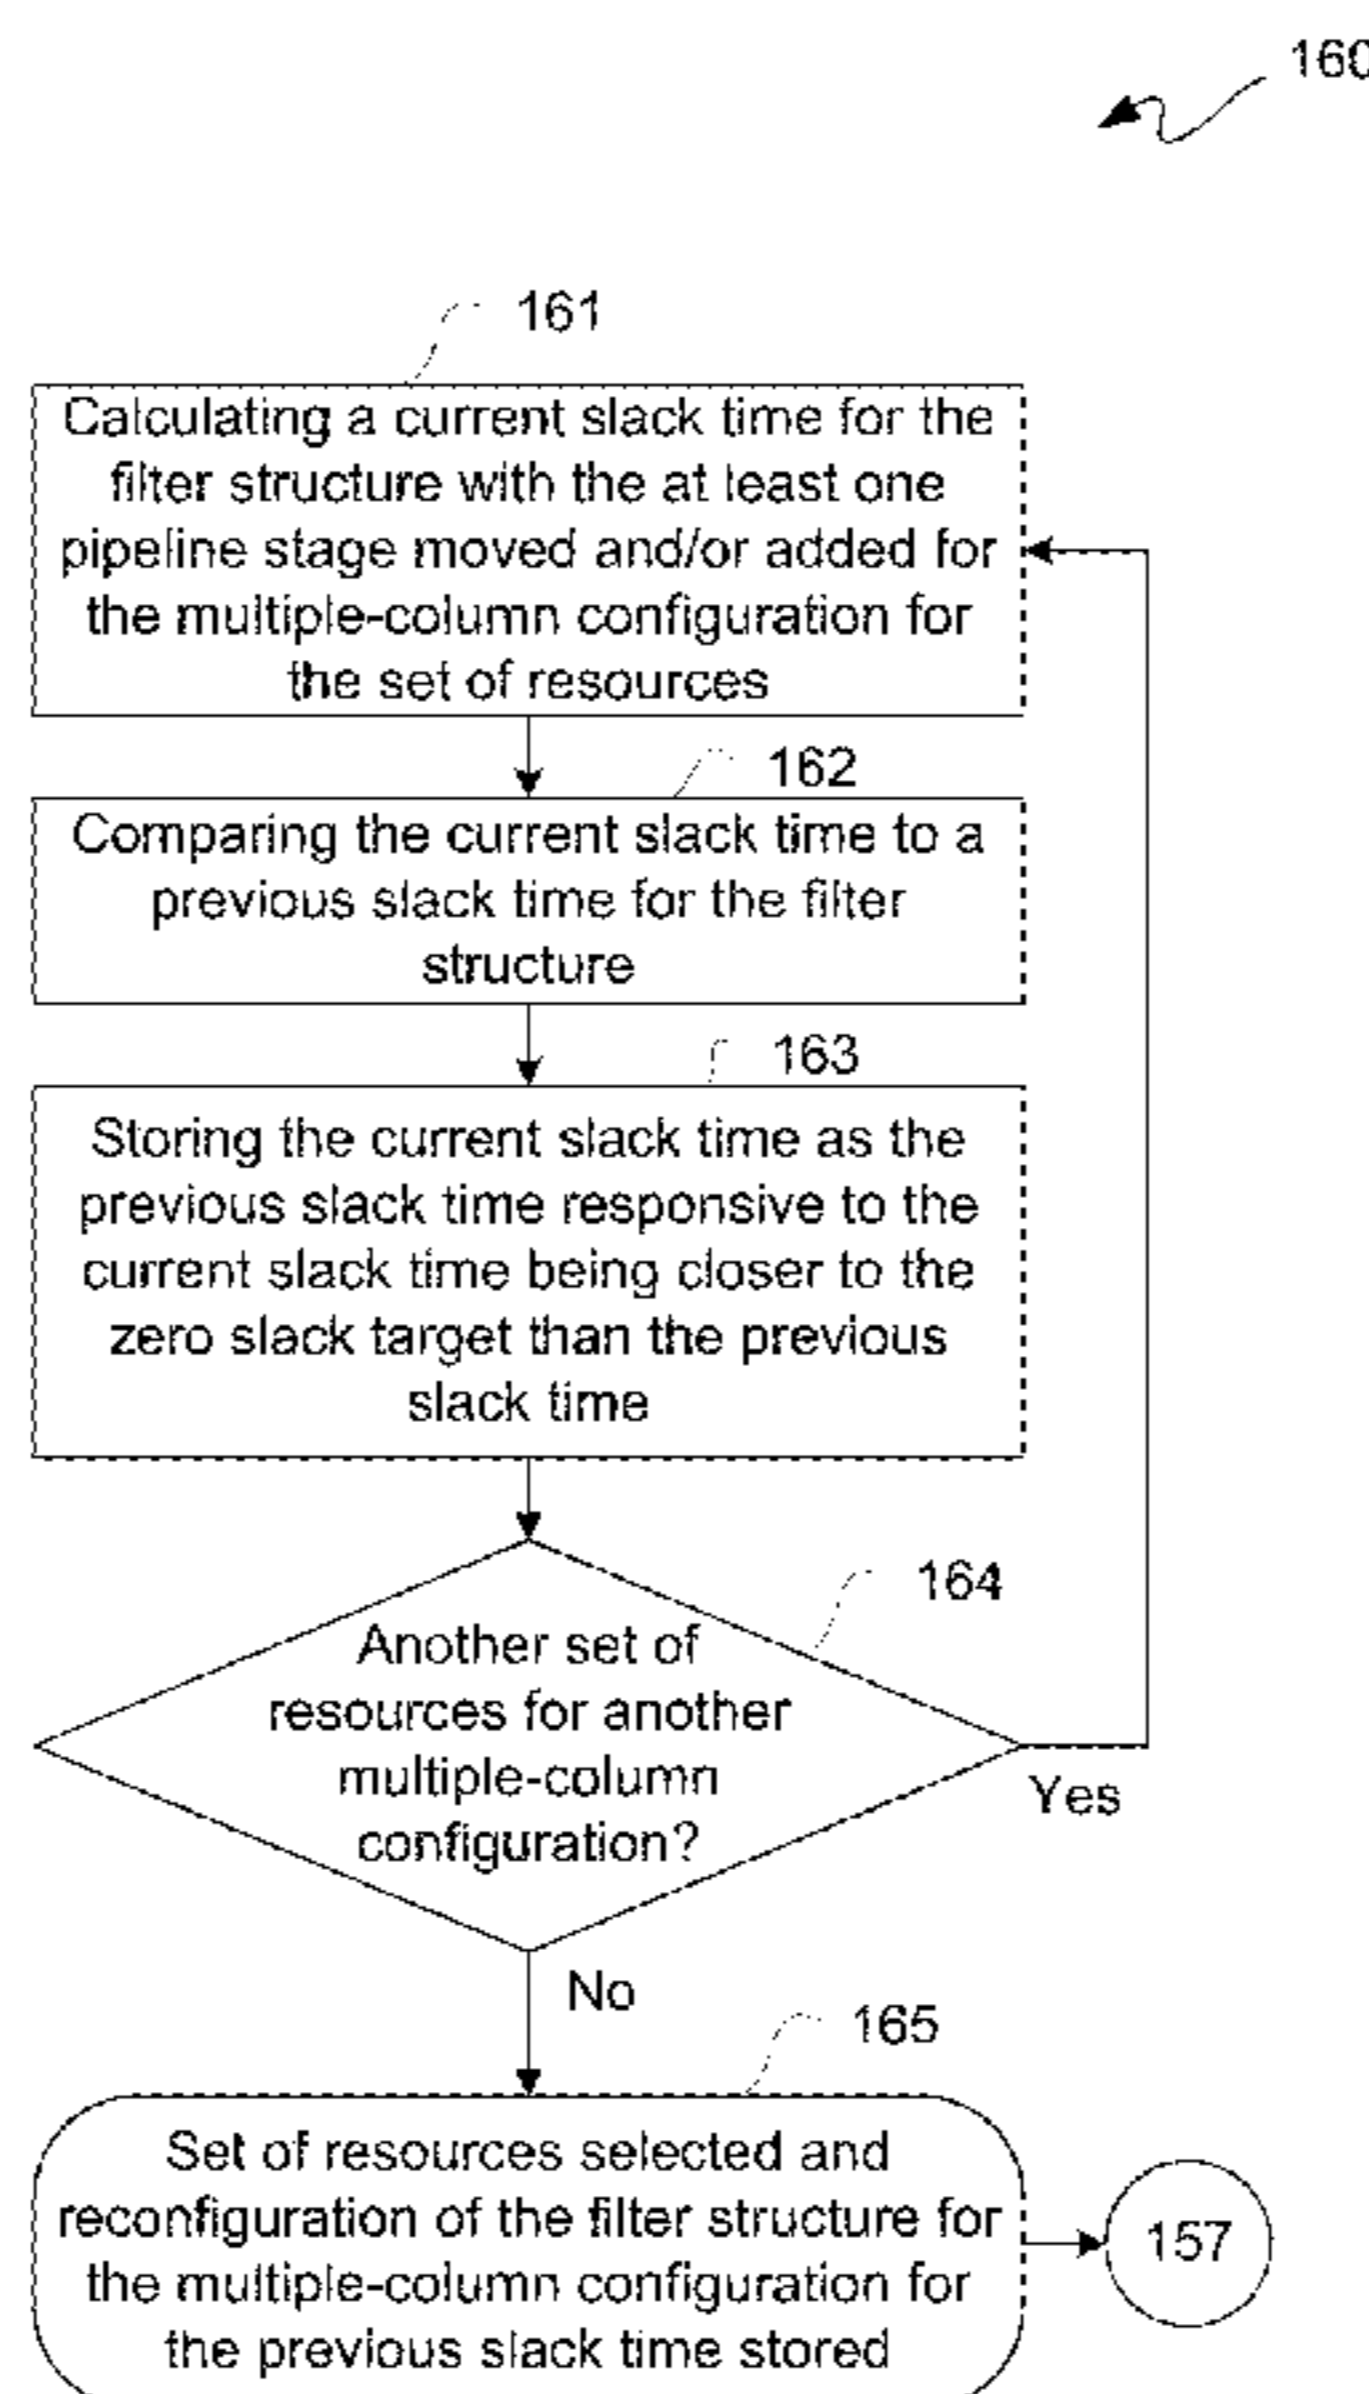 160
161
Calculating a current slack time for the
filter structure with the at least one
pipeline stage moved and/or added for
the multiple-column configuration for
the set of resources
162
Comparing the current slack time to a
previous slack time for the filter
structure
163
Storing the current slack time as the
previous slack time responsive to the
current slack time being closer to the
zero slack target than the previous
slack time
164
Another set of
resources for another
multiple-column
configuration?
Yes
No
165
Set of resources selected and
reconfiguration of the filter structure for
the multiple-column configuration for
the previous slack time stored
157